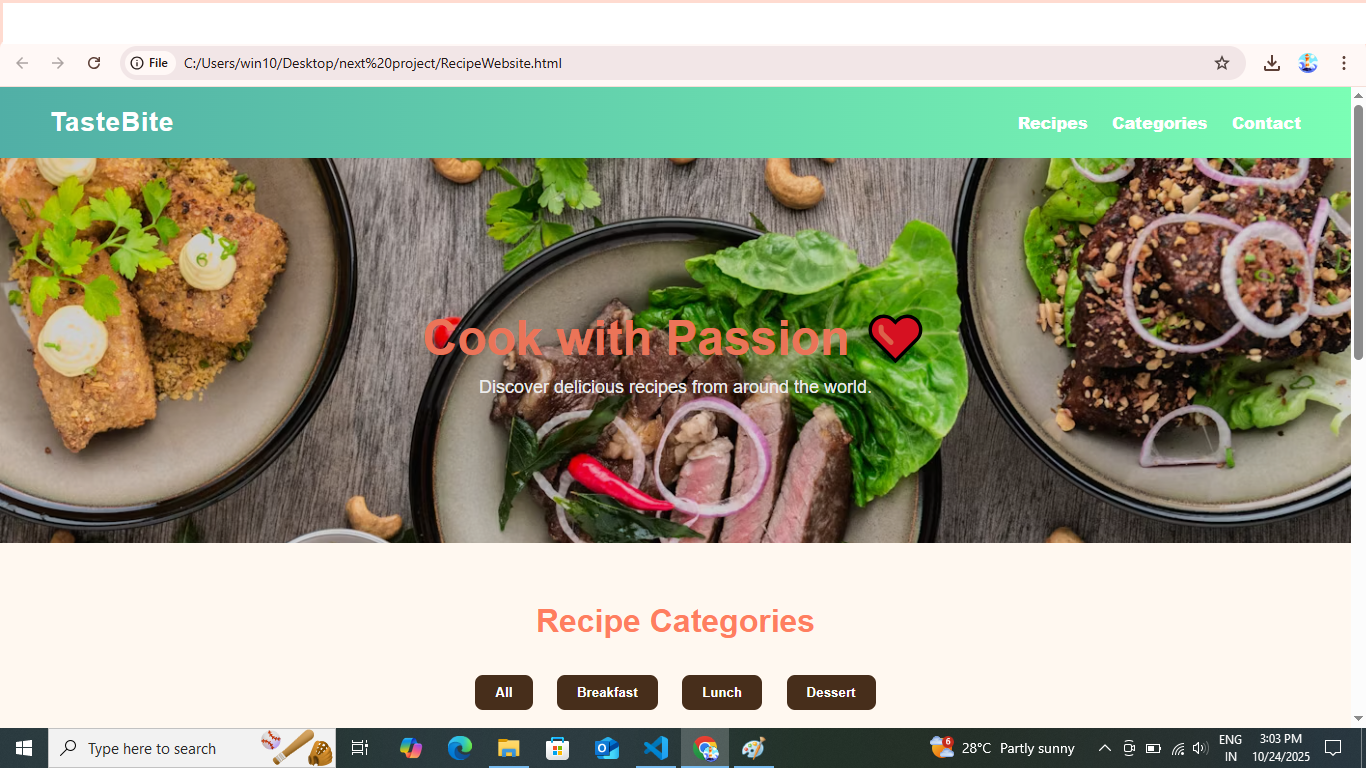 File C:/Users/win10/Desktop/next%20project/RecipeWebsite.html
TasteBite Recipes Categories Contact
Cook with Passion ❤️
Discover delicious recipes from around the world.
Recipe Categories
All Breakfast Lunch Dessert
Type here to search 6 28°C Partly sunny ENG 3:03 PM
IN 10/24/2025